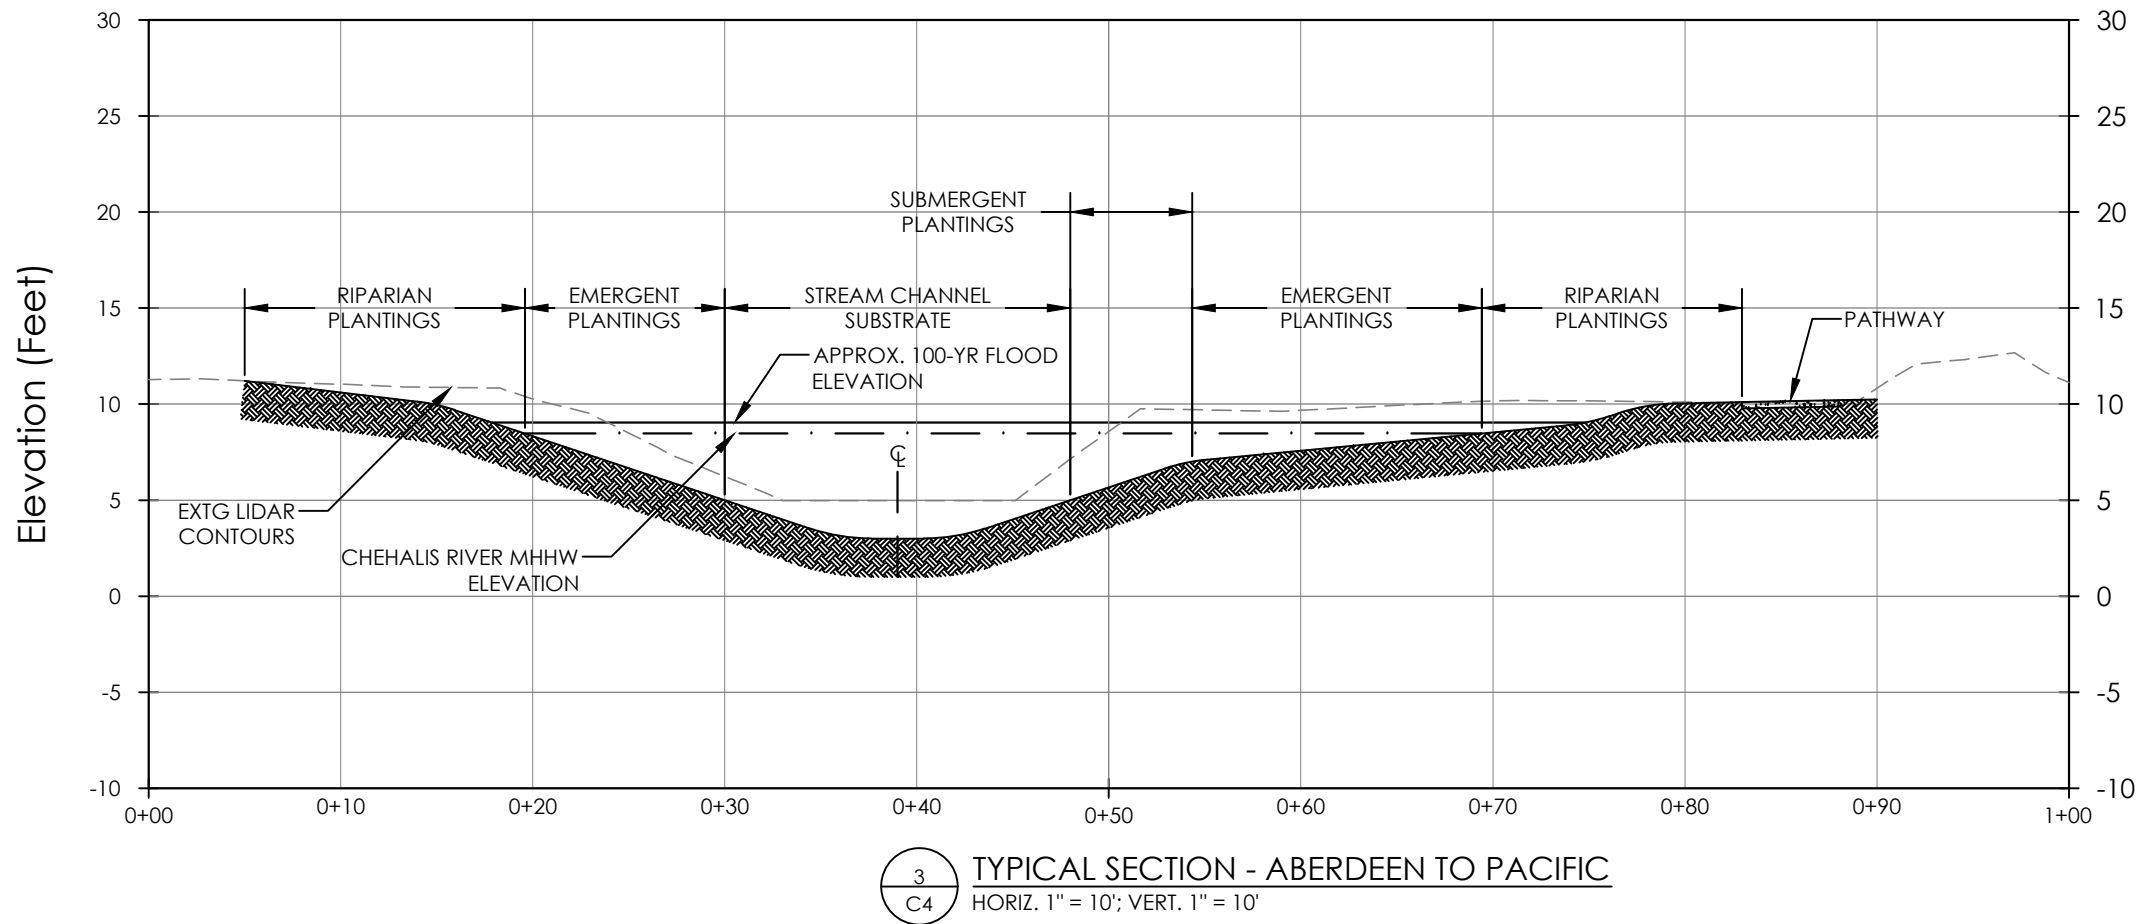 30
25
20
15
10
5
0
-5
-10
Elevation (Feet)
30
25
20
15
10
5
0
-5
-10
SUBMERGENT
PLANTINGS
RIPARIAN
PLANTINGS
EMERGENT
PLANTINGS
STREAM CHANNEL
SUBSTRATE
EMERGENT
PLANTINGS
RIPARIAN
PLANTINGS
PATHWAY
APPROX. 100-YR FLOOD
ELEVATION
℄
EXTG LIDAR
CONTOURS
CHEHALIS RIVER MHHW
ELEVATION
0+00
0+10
0+20
0+30
0+40
0+50
0+60
0+70
0+80
0+90
1+00
3
C4
TYPICAL SECTION - ABERDEEN TO PACIFIC
HORIZ. 1" = 10'; VERT. 1" = 10'